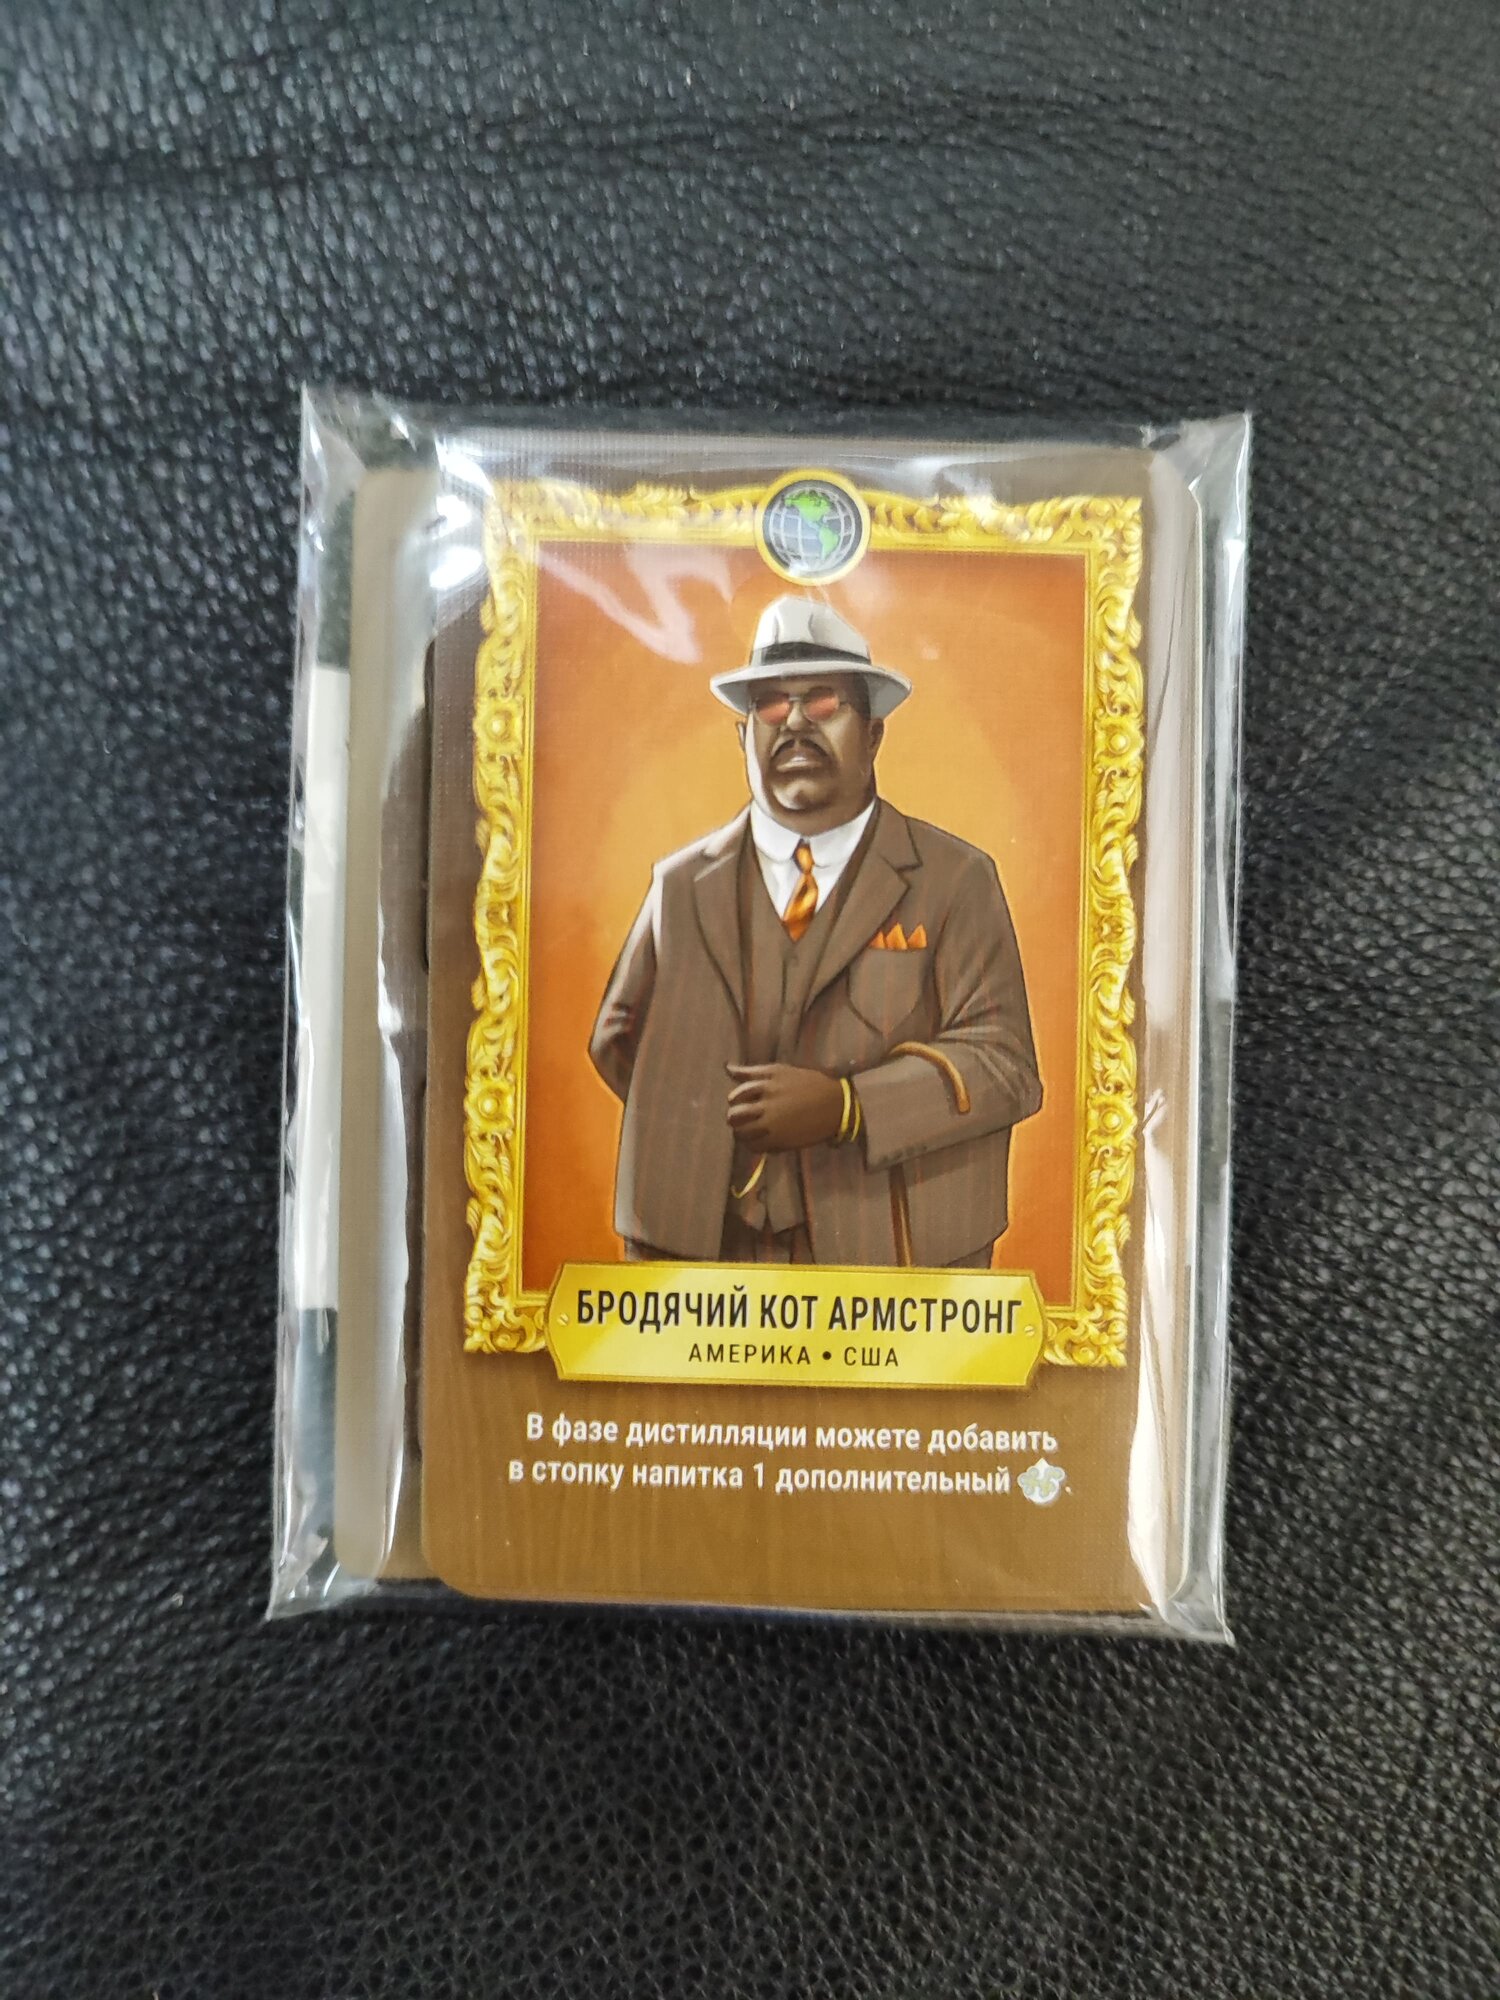 БРОДЯЧИЙ КОТ АРМСТРОНГ
АМЕРИКА • США
В фазе дистилляции можете добавить
в стопку напитка 1 дополнительный .